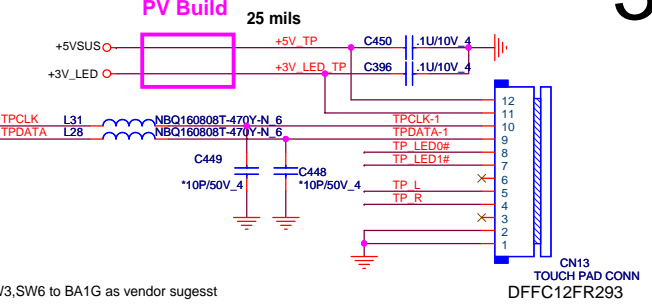 PV Build
25 mils
+5VSUS
+5V_TP
C450
.1U/10V_4
+3V_LED
+3V_LED_TP
C396
.1U/10V_4
12
11
TPCLK
L31
NBQ160808T-470Y-N_6
TPCLK-1
10
TPDATA
L28
NBQ160808T-470Y-N_6
TPDATA-1
9
TP_LED0#
8
TP_LED1#
7
C449
C448
6
*10P/50V_4
*10P/50V_4
TP_L
5
TP_R
4
3
2
1
CN13
TOUCH PAD CONN
DFFC12FR293
SW6 to BA1G as vendor sugesst